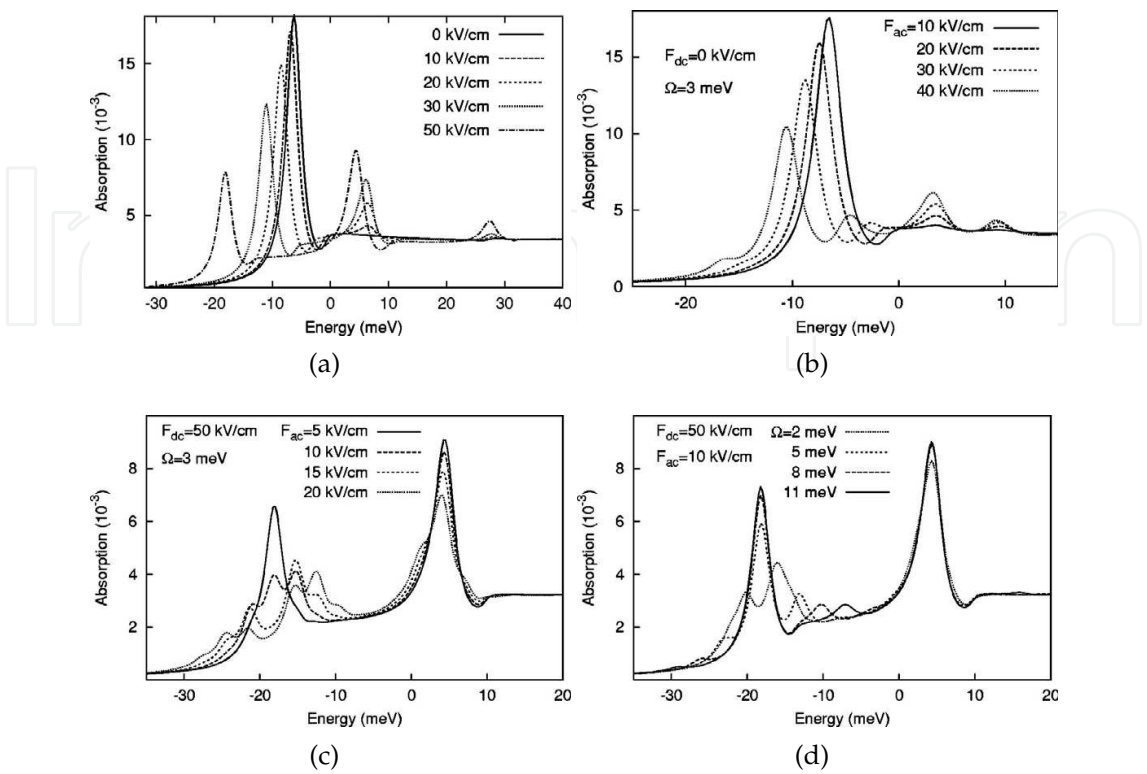 0 kV/cm
10 kV/cm
20 kV/cm
30 kV/cm
50 kV/cm
15
10
5
0
Absorption (10⁻³)
-30 -20 -10 0 10 20 30 40
Energy (meV)
(a)
F_dc=0 kV/cm
Ω=3 meV
F_ac=10 kV/cm
20 kV/cm
30 kV/cm
40 kV/cm
15
10
5
0
Absorption (10⁻³)
-20 -10 0 10
Energy (meV)
(b)
F_dc=50 kV/cm
Ω=3 meV
F_ac=5 kV/cm
10 kV/cm
15 kV/cm
20 kV/cm
8
6
4
2
Absorption (10⁻³)
-30 -20 -10 0 10 20
Energy (meV)
(c)
F_dc=50 kV/cm
F_ac=10 kV/cm
Ω=2 meV
5 meV
8 meV
11 meV
8
6
4
2
Absorption (10⁻³)
-30 -20 -10 0 10 20
Energy (meV)
(d)